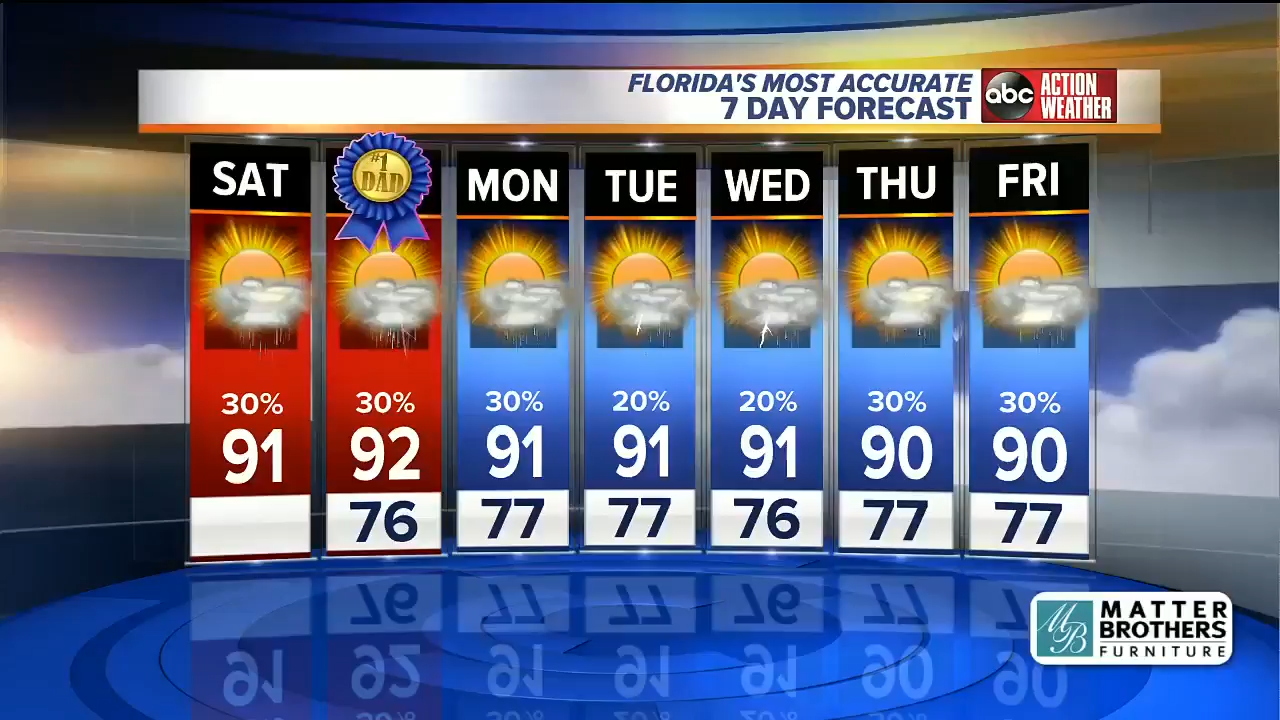 FLORIDA'S MOST ACCURATE
7 DAY FORECAST
abc ACTION WEATHER
SAT
#1 DAD
MON
TUE
WED
THU
FRI
30%
30%
30%
20%
20%
30%
30%
91
92
91
91
91
90
90
76
77
77
76
77
77
MB
MATTER
BROTHERS
FURNITURE